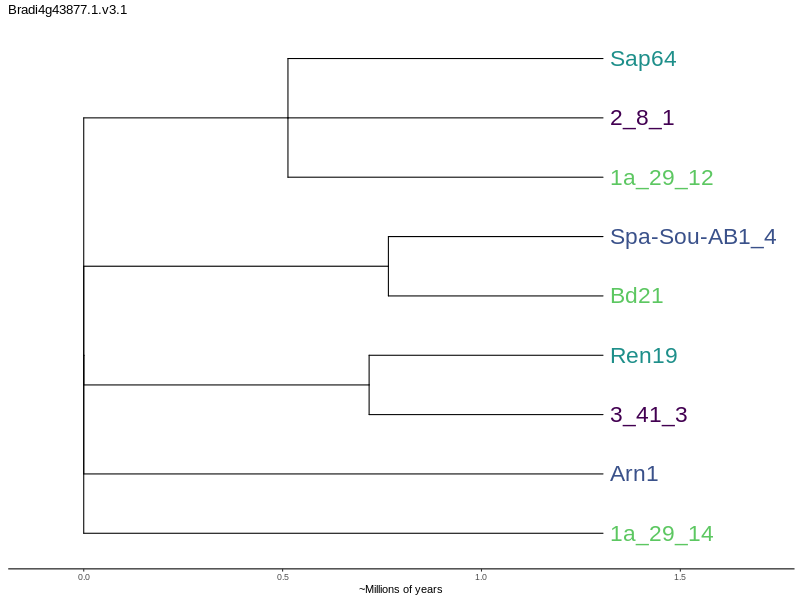 Bradi4g43877.1.v3.1
Sap64
2_8_1
1a_29_12
Spa-Sou-AB1_4
Bd21
Ren19
3_41_3
Arn1
1a_29_14
0.0 0.5 1.0 1.5
~Millions of years